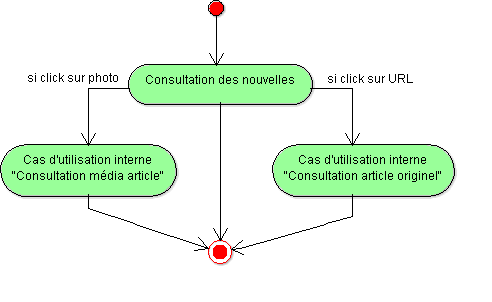 si click sur photo
Consultation des nouvelles
si click sur URL
Cas d'utilisation interne
"Consultation média article"
Cas d'utilisation interne
"Consultation article originel"